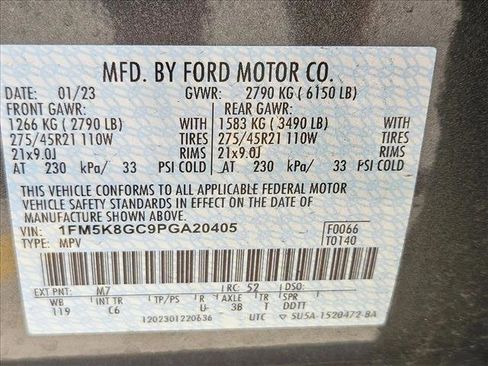 MFD. BY FORD MOTOR CO.
DATE: 01/23 GVWR: 2790 KG ( 6150 LB)
FRONT GAWR: REAR GAWR:
1266 KG ( 2790 LB) 1583 KG ( 3490 LB)
275/45R21 110W TIRES 275/45R21 110W TIRES
21x9.0J RIMS 21x9.0J RIMS
AT 230 kPa/ 33 PSI COLD AT 230 kPa/ 33 PSI COLD
THIS VEHICLE CONFORMS TO ALL APPLICABLE FEDERAL MOTOR
VEHICLE SAFETY STANDARDS IN EFFECT ON THE DATE OF
MANUFACTURE SHOWN ABOVE.
VIN: 1FM5K8GC9PGA20405 F0066
TYPE: MPV T0140
EXT PNT: M7 RC: 52 DSO:
WB INT TR TP/PS R AXLE TR SPR
119 C6 U- 3B T DDTT
1202301220636 UTC SU5A-1520472-BA